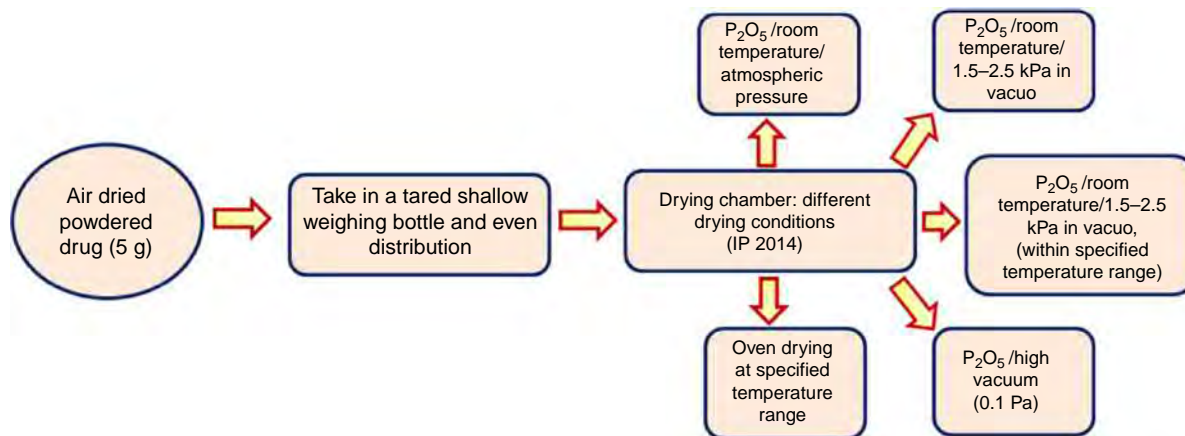 Air dried
powdered
drug (5 g)
Take in a tared shallow
weighing bottle and even
distribution
Drying chamber: different
drying conditions
(IP 2014)
P₂O₅ /room
temperature/
atmospheric
pressure
P₂O₅ /room
temperature/
1.5–2.5 kPa in
vacuo
P₂O₅ /room
temperature/1.5–2.5
kPa in vacuo,
(within specified
temperature range)
P₂O₅ /high
vacuum
(0.1 Pa)
Oven drying
at specified
temperature
range